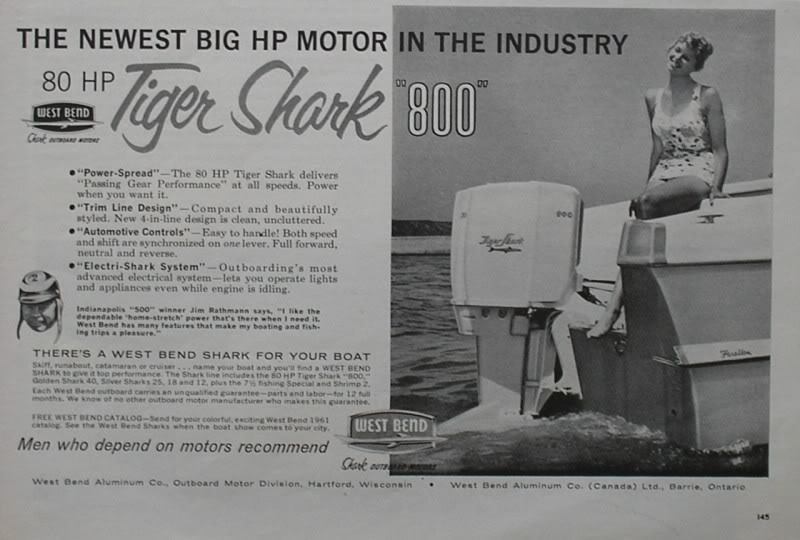 THE NEWEST BIG HP MOTOR IN THE INDUSTRY
80 HP Tiger Shark "800"
WEST BEND
Shark OUTBOARD MOTORS
• "Power-Spread"—The 80 HP Tiger Shark delivers
"Passing Gear Performance" at all speeds. Power
when you want it.
• "Trim Line Design"—Compact and beautifully
styled. New 4-in-line design is clean, uncluttered.
• "Automotive Controls"—Easy to handle! Both speed
and shift are synchronized on one lever. Full forward,
neutral and reverse.
• "Electri-Shark System"—Outboarding's most
advanced electrical system—lets you operate lights
and appliances even while engine is idling.
2
Indianapolis "500" winner Jim Rathmann says, "I like the
dependable 'home-stretch' power that's there when I need it.
West Bend has many features that make my boating and fish-
ing trips a pleasure."
THERE'S A WEST BEND SHARK FOR YOUR BOAT
Skiff, runabout, catamaran or cruiser . . . name your boat and you'll find a WEST BEND
SHARK to give it top performance. The Shark line includes the 80 HP Tiger Shark "800,"
Golden Shark 40, Silver Sharks 25, 18 and 12, plus the 7½ fishing Special and Shrimp 2.
Each West Bend outboard carries an unqualified guarantee—parts and labor—for 12 full
months. We know of no other outboard motor manufacturer who makes this guarantee.
FREE WEST BEND CATALOG—Send for your colorful, exciting West Bend 1961
catalog. See the West Bend Sharks when the boat show comes to your city.
Men who depend on motors recommend
WEST BEND
Shark OUTBOARD MOTORS
Tiger Shark
800
West Bend Aluminum Co., Outboard Motor Division, Hartford, Wisconsin • West Bend Aluminum Co. (Canada) Ltd., Barrie, Ontario
145